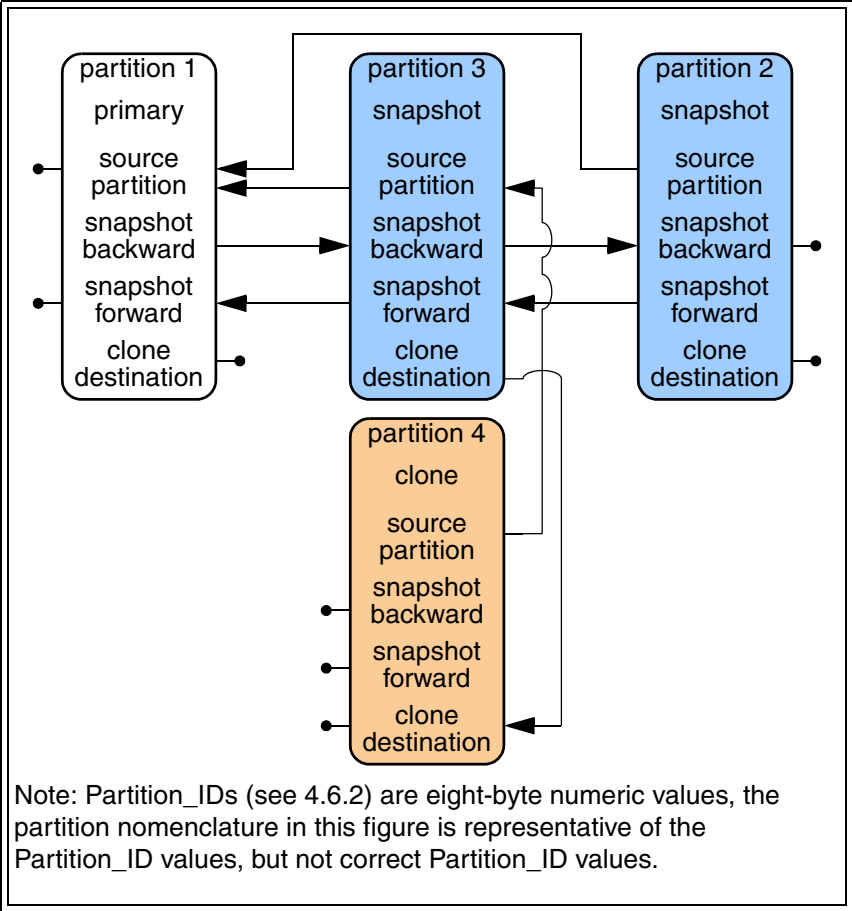 partition 1
primary
source
partition
snapshot
backward
snapshot
forward
clone
destination
partition 3
snapshot
source
partition
snapshot
backward
snapshot
forward
clone
destination
partition 2
snapshot
source
partition
snapshot
backward
snapshot
forward
clone
destination
partition 4
clone
source
partition
snapshot
backward
snapshot
forward
clone
destination
Note: Partition_IDs (see 4.6.2) are eight-byte numeric values, the
partition nomenclature in this figure is representative of the
Partition_ID values, but not correct Partition_ID values.